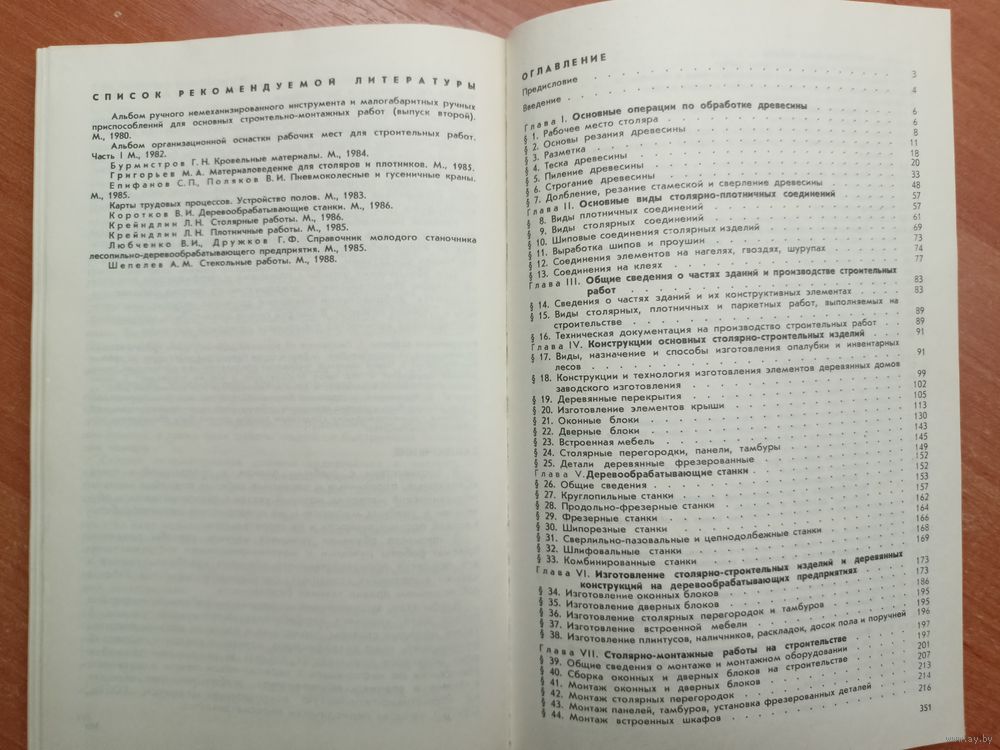 СПИСОК РЕКОМЕНДУЕМОЙ ЛИТЕРАТУРЫ
Альбом ручного немеханизированного инструмента и малогабаритных ручных
приспособлений для основных строительно-монтажных работ (выпуск второй).
М., 1980.
Альбом организационной оснастки рабочих мест для строительных работ.
Часть I М., 1982.
Бурмистров Г. Н. Кровельные материалы. М., 1984.
Григорьев М. А. Материаловедение для столяров и плотников. М., 1985.
Епифанов С. П., Поляков В. И. Пневмоколесные и гусеничные краны.
М., 1985.
Карты трудовых процессов. Устройство полов. М., 1983.
Коротков В. И. Деревообрабатывающие станки. М., 1986.
Крейндлин Л. Н. Столярные работы. М., 1986.
Крейндлин Л. Н. Плотничные работы. М., 1985.
Любченко В. И., Дружков Г. Ф. Справочник молодого станочника
лесопильно-деревообрабатывающего предприятия. М., 1985.
Шепелев А. М. Стекольные работы. М., 1988.
ОГЛАВЛЕНИЕ
Предисловие 3
Введение 4
Глава I. Основные операции по обработке древесины 6
§ 1. Рабочее место столяра 6
§ 2. Основы резания древесины 8
§ 3. Разметка 11
§ 4. Теска древесины 18
§ 5. Пиление древесины 20
§ 6. Строгание древесины 33
§ 7. Долбление, резание стамеской и сверление древесины 48
Глава II. Основные виды столярно-плотничных соединений 57
§ 8. Виды плотничных соединений 57
§ 9. Виды столярных соединений 61
§ 10. Шиповые соединения столярных изделий 69
§ 11. Выработка шипов и проушин 73
§ 12. Соединения элементов на нагелях, гвоздях, шурупах 74
§ 13. Соединения на клеях 77
Глава III. Общие сведения о частях зданий и производстве строительных
работ 83
§ 14. Сведения о частях зданий и их конструктивных элементах 83
§ 15. Виды столярных, плотничных и паркетных работ, выполняемых на
строительстве 89
§ 16. Техническая документация на производство строительных работ 89
Глава IV. Конструкции основных столярно-строительных изделий 91
§ 17. Виды, назначение и способы изготовления опалубки и инвентарных
лесов 91
§ 18. Конструкции и технология изготовления элементов деревянных домов
заводского изготовления 99
§ 19. Деревянные перекрытия 102
§ 20. Изготовление элементов крыши 105
§ 21. Оконные блоки 113
§ 22. Дверные блоки 130
§ 23. Встроенная мебель 143
§ 24. Столярные перегородки, панели, тамбуры 145
§ 25. Детали деревянные фрезерованные 149
Глава V. Деревообрабатывающие станки 152
§ 26. Общие сведения 152
§ 27. Круглопильные станки 153
§ 28. Продольно-фрезерные станки 157
§ 29. Фрезерные станки 162
§ 30. Шипорезные станки 164
§ 31. Сверлильно-пазовальные и цепнодолбежные станки 166
§ 32. Шлифовальные станки 168
§ 33. Комбинированные станки 169
Глава VI. Изготовление столярно-строительных изделий и деревянных
конструкций на деревообрабатывающих предприятиях 173
§ 34. Изготовление оконных блоков 173
§ 35. Изготовление дверных блоков 186
§ 36. Изготовление столярных перегородок и тамбуров 195
§ 37. Изготовление встроенной мебели 195
§ 38. Изготовление плинтусов, наличников, раскладок, досок пола и поручней 196
Глава VII. Столярно-монтажные работы на строительстве 197
§ 39. Общие сведения о монтаже и монтажном оборудовании 197
§ 40. Сборка оконных и дверных блоков на строительстве 201
§ 41. Монтаж оконных и дверных блоков 207
§ 42. Монтаж столярных перегородок 213
§ 43. Монтаж панелей, тамбуров, установка фрезерованных деталей 214
§ 44. Монтаж встроенных шкафов 216
351
www.ay.by